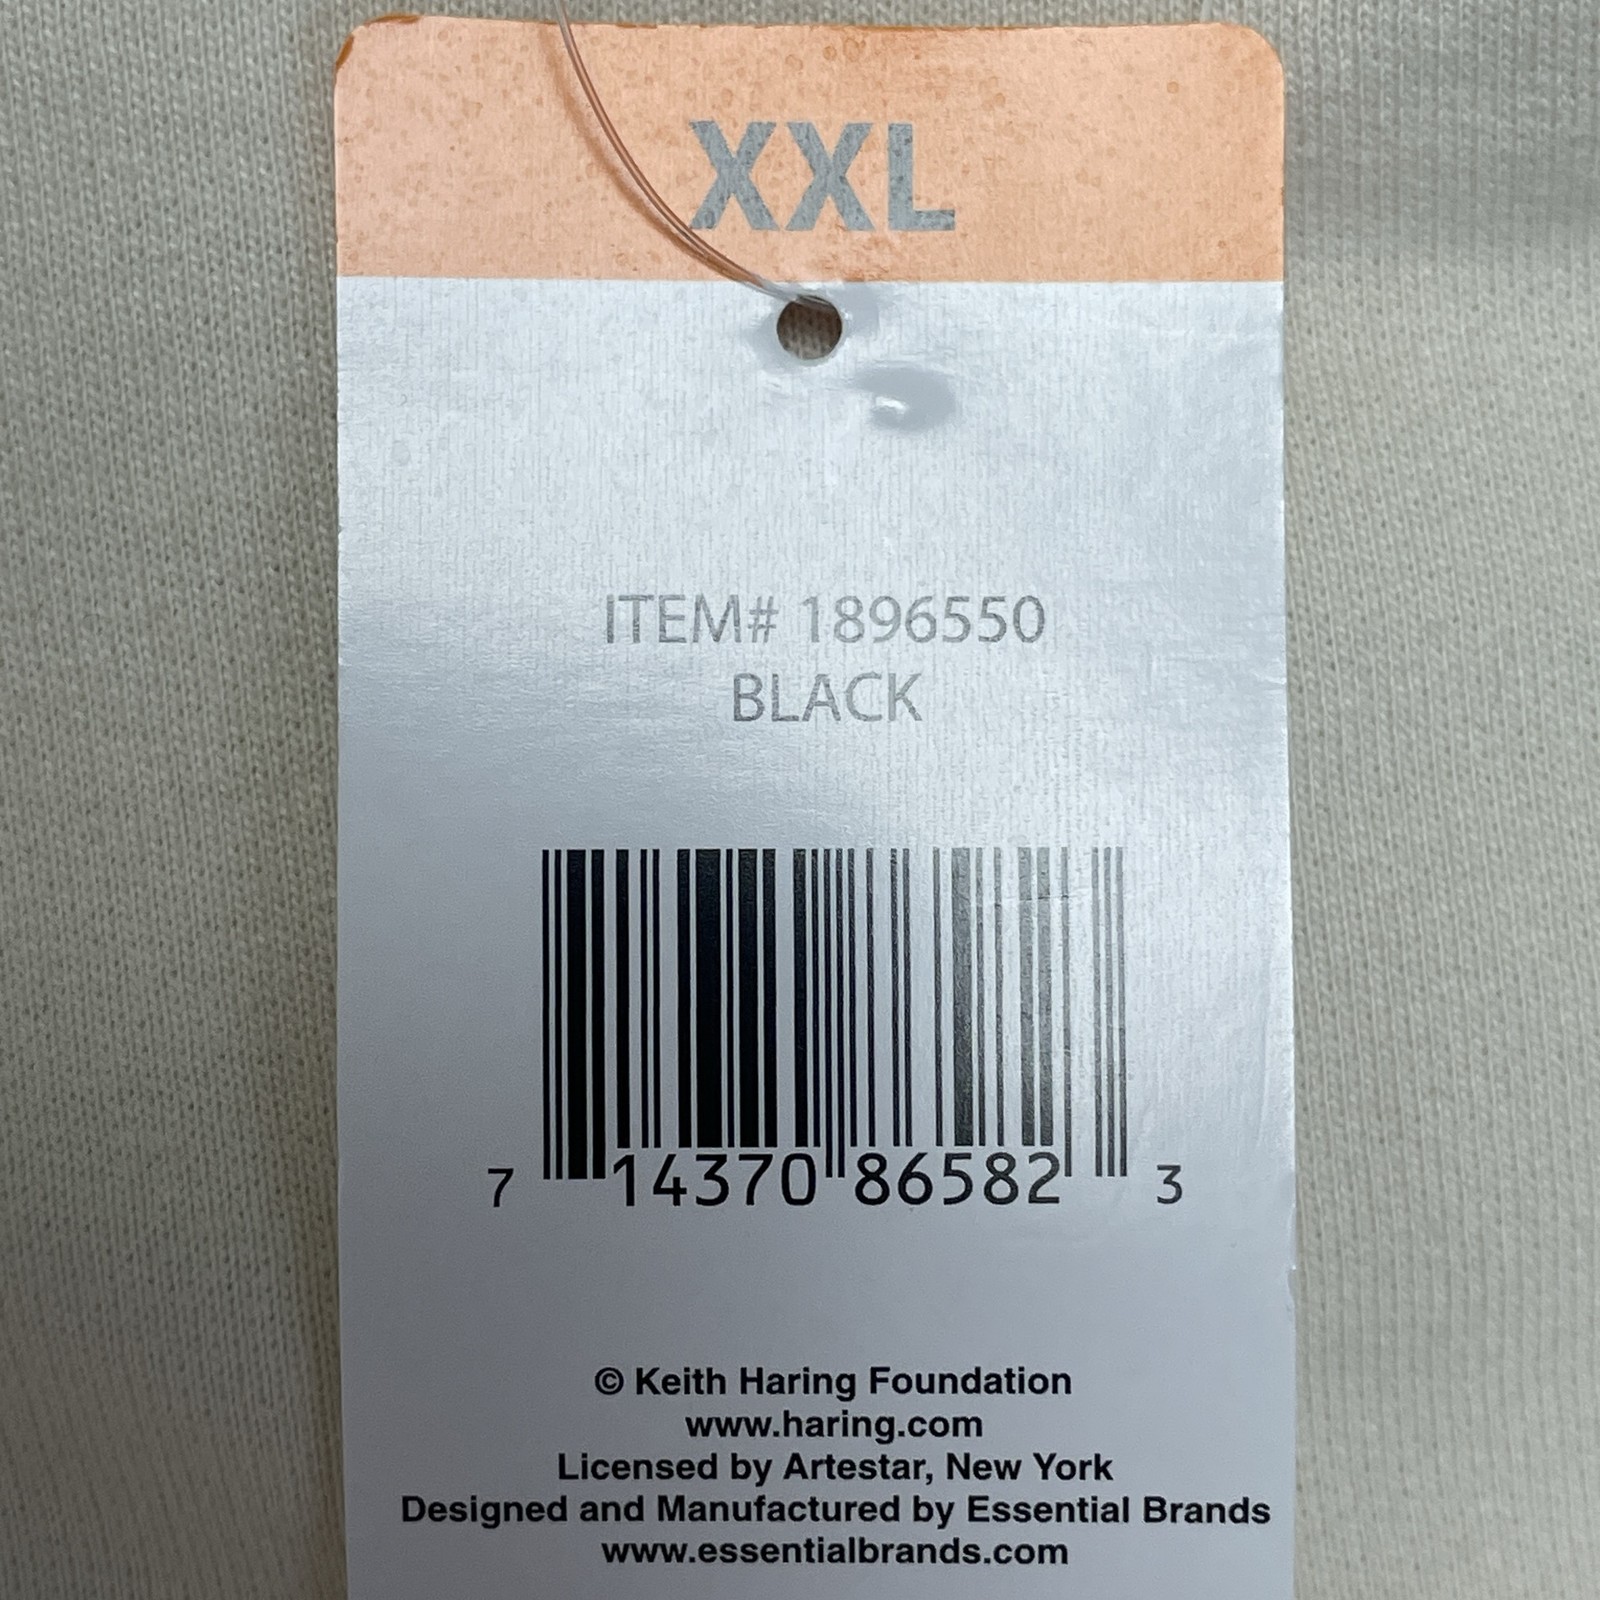 XXL
ITEM# 1896550
BLACK
7 14370 86582 3
© Keith Haring Foundation
www.haring.com
Licensed by Artestar, New York
Designed and Manufactured by Essential Brands
www.essentialbrands.com